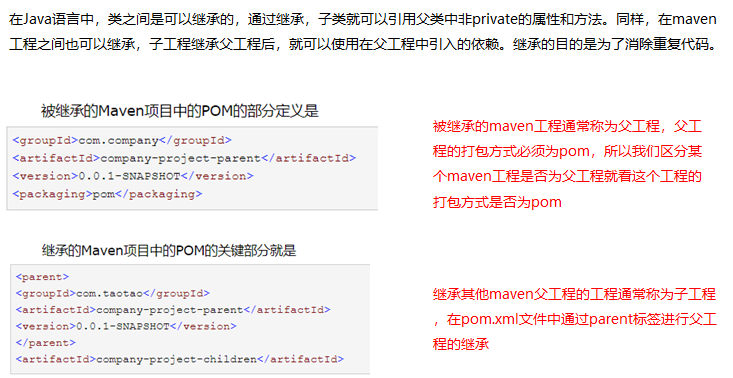 在Java语言中，类之间是可以继承的，通过继承，子类就可以引用父类中非private的属性和方法。同样，在maven
工程之间也可以继承，子工程继承父工程后，就可以使用在父工程中引入的依赖。继承的目的是为了消除重复代码。
被继承的Maven项目中的POM的部分定义是
<groupId>com.company</groupId>
<artifactId>company-project-parent</artifactId>
<version>0.0.1-SNAPSHOT</version>
<packaging>pom</packaging>
被继承的maven工程通常称为父工程，父工
程的打包方式必须为pom，所以我们区分某
个maven工程是否为父工程就看这个工程的
打包方式是否为pom
继承的Maven项目中的POM的关键部分就是
<parent>
<groupId>com.taotao</groupId>
<artifactId>company-project-parent</artifactId>
<version>0.0.1-SNAPSHOT</version>
</parent>
<artifactId>company-project-children</artifactId>
继承其他maven父工程的工程通常称为子工程
，在pom.xml文件中通过parent标签进行父工
程的继承